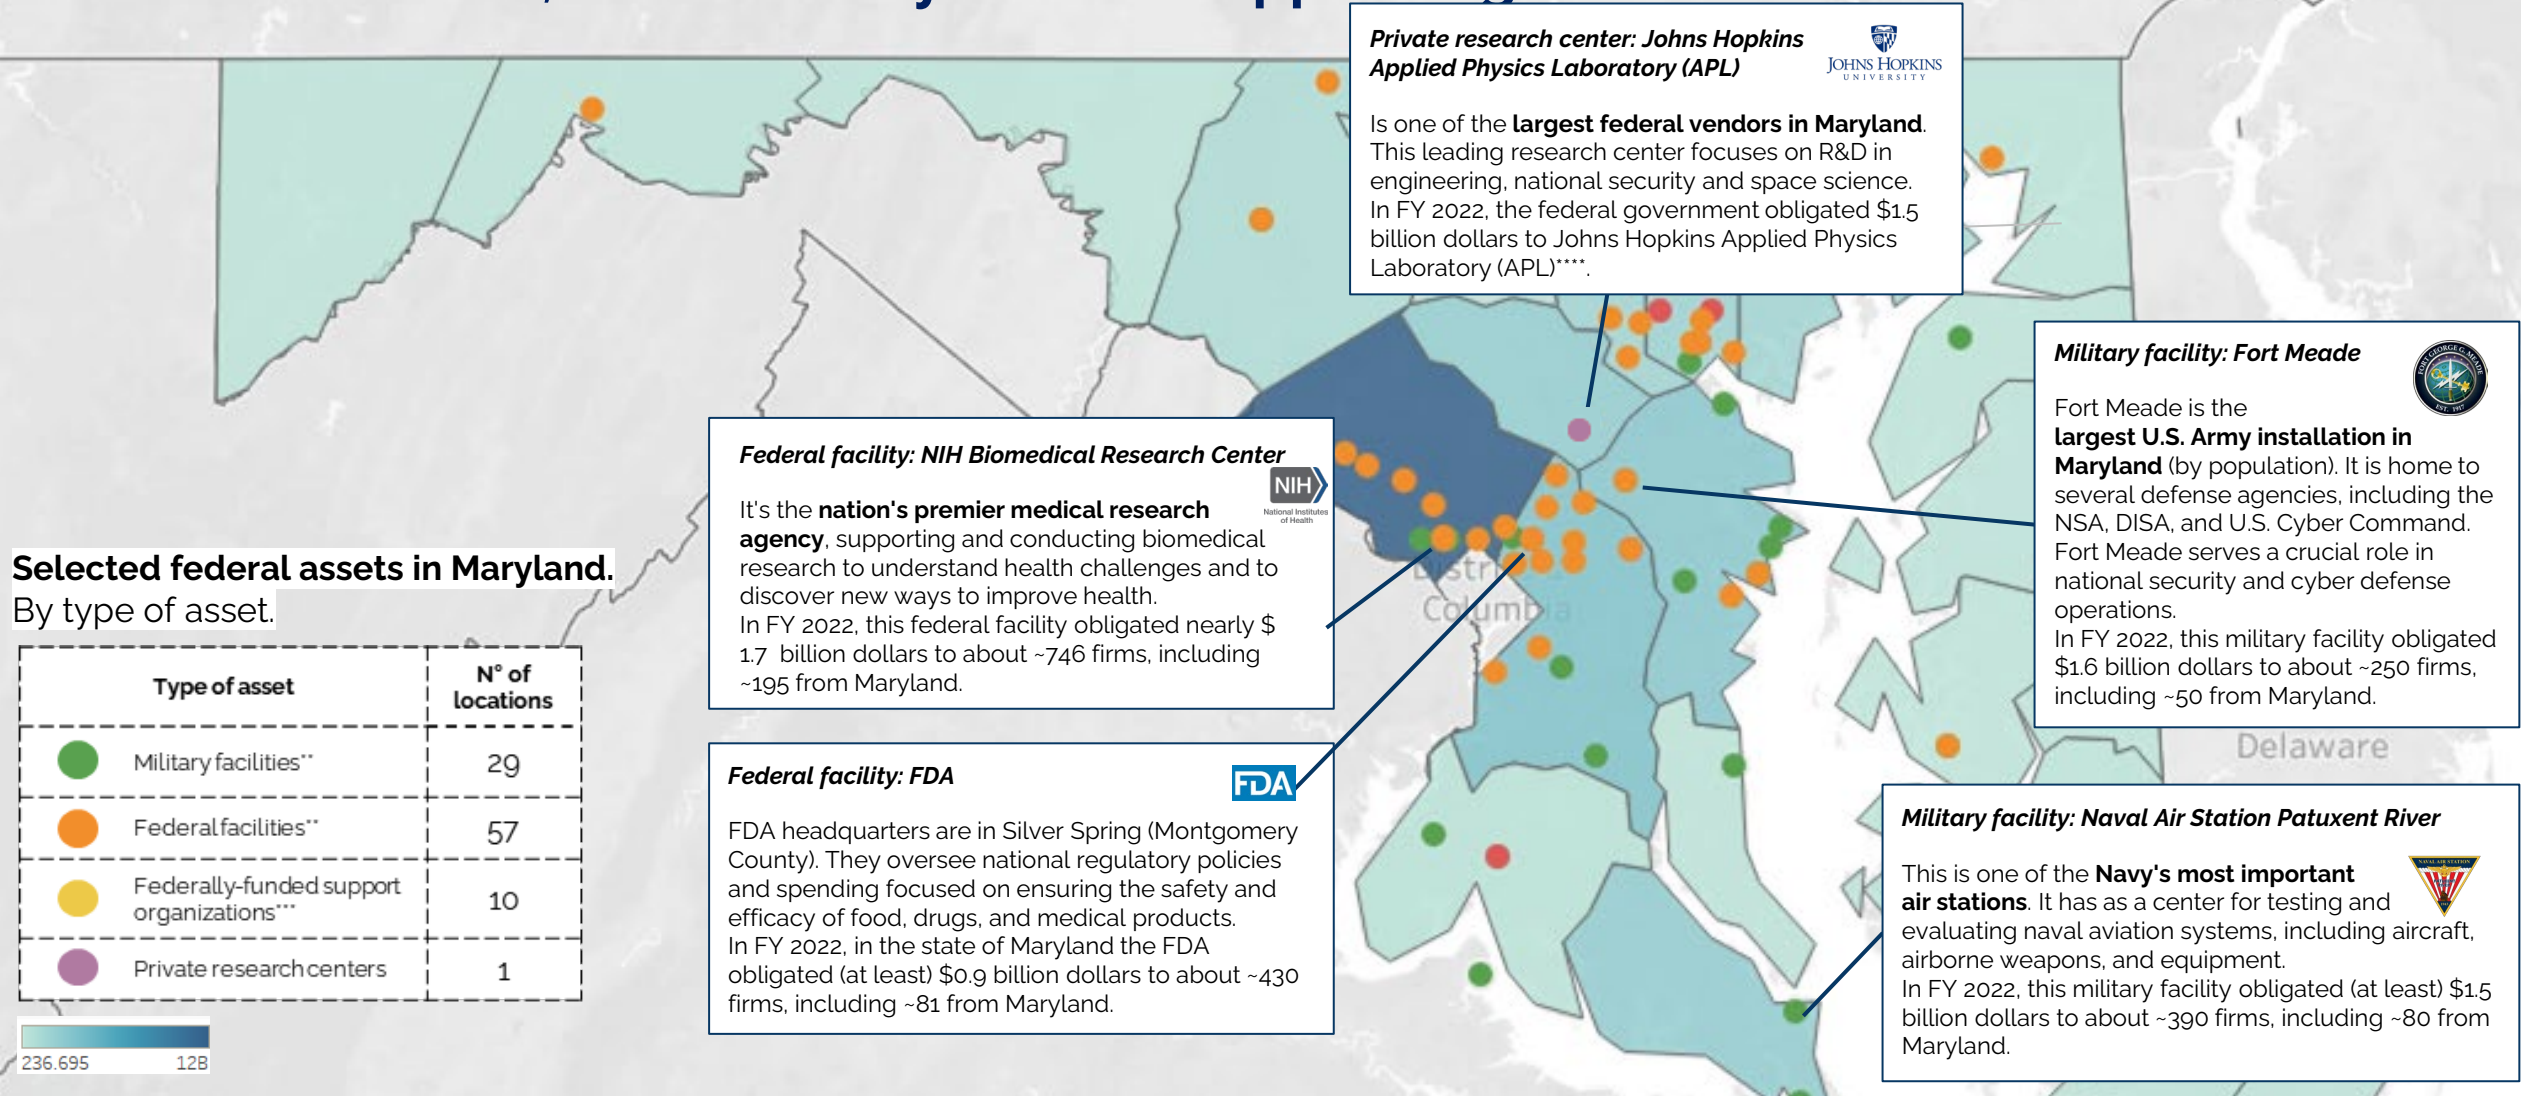 Private research center: Johns Hopkins
Applied Physics Laboratory (APL)
JOHNS HOPKINS
UNIVERSITY
Is one of the largest federal vendors in Maryland.
This leading research center focuses on R&D in
engineering, national security and space science.
In FY 2022, the federal government obligated $1.5
billion dollars to Johns Hopkins Applied Physics
Laboratory (APL)****.
Military facility: Fort Meade
FORT GEORGE G. MEADE
EST. 1917
Fort Meade is the
largest U.S. Army installation in
Maryland (by population). It is home to
several defense agencies, including the
NSA, DISA, and U.S. Cyber Command.
Fort Meade serves a crucial role in
national security and cyber defense
operations.
In FY 2022, this military facility obligated
$1.6 billion dollars to about ~250 firms,
including ~50 from Maryland.
Federal facility: NIH Biomedical Research Center
NIH
National Institutes
of Health
It's the nation's premier medical research
agency, supporting and conducting biomedical
research to understand health challenges and to
discover new ways to improve health.
In FY 2022, this federal facility obligated nearly $
1.7 billion dollars to about ~746 firms, including
~195 from Maryland.
Columbia
Selected federal assets in Maryland.
By type of asset.
Type of asset
N° of
locations
Military facilities**
29
Federal facilities**
57
Federally-funded support
organizations***
10
Private research centers
1
236.695
12B
Federal facility: FDA
FDA
FDA headquarters are in Silver Spring (Montgomery
County). They oversee national regulatory policies
and spending focused on ensuring the safety and
efficacy of food, drugs, and medical products.
In FY 2022, in the state of Maryland the FDA
obligated (at least) $0.9 billion dollars to about ~430
firms, including ~81 from Maryland.
Delaware
Military facility: Naval Air Station Patuxent River
NAVAL AIR STATION
This is one of the Navy's most important
air stations. It has as a center for testing and
evaluating naval aviation systems, including aircraft,
airborne weapons, and equipment.
In FY 2022, this military facility obligated (at least) $1.5
billion dollars to about ~390 firms, including ~80 from
Maryland.